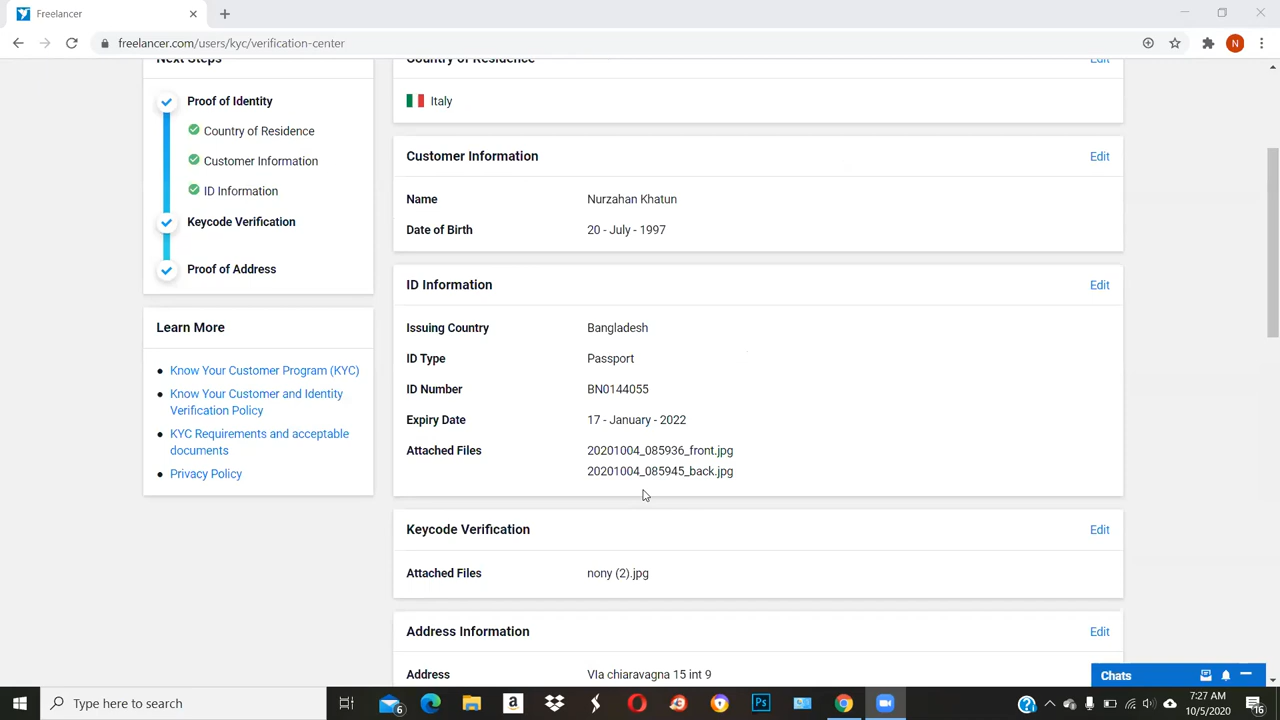 Freelancer
freelancer.com/users/kyc/verification-center
N
Next Steps
Proof of Identity
Country of Residence
Customer Information
ID Information
Keycode Verification
Proof of Address
Learn More
Know Your Customer Program (KYC)
Know Your Customer and Identity
Verification Policy
KYC Requirements and acceptable
documents
Privacy Policy
Country of Residence Edit
Italy
Customer Information Edit
Name Nurzahan Khatun
Date of Birth 20 - July - 1997
ID Information Edit
Issuing Country Bangladesh
ID Type Passport
ID Number BN0144055
Expiry Date 17 - January - 2022
Attached Files 20201004_085936_front.jpg
20201004_085945_back.jpg
Keycode Verification Edit
Attached Files nony (2).jpg
Address Information Edit
Address VIa chiaravagna 15 int 9
Chats
Type here to search
6
a
Ps
7:27 AM
10/5/2020
16